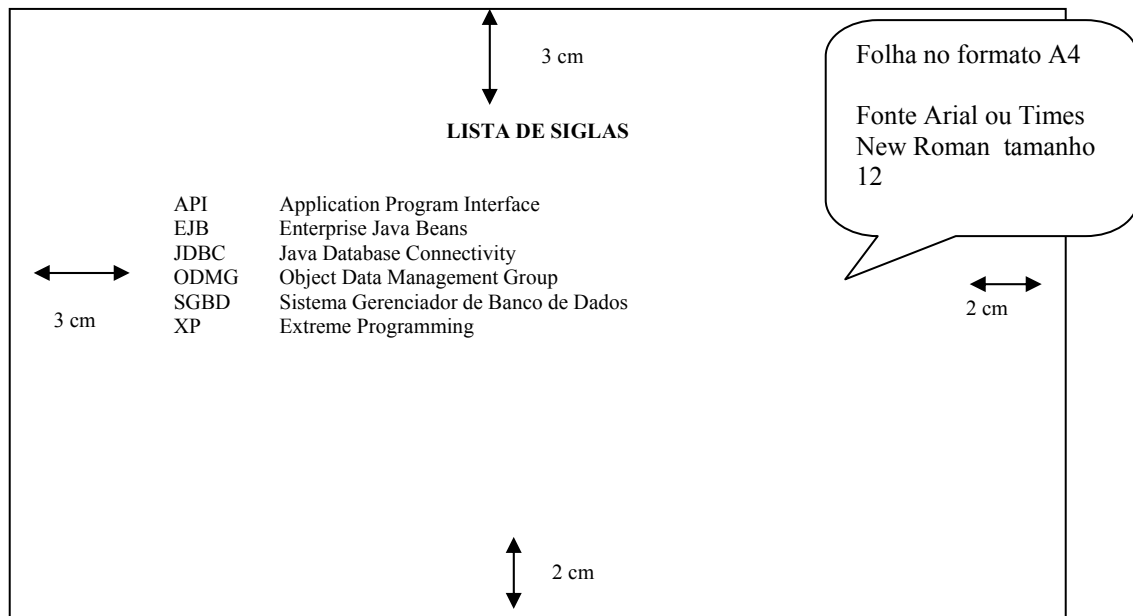 3 cm
Folha no formato A4
Fonte Arial ou Times
New Roman tamanho
12
LISTA DE SIGLAS
API Application Program Interface
EJB Enterprise Java Beans
JDBC Java Database Connectivity
ODMG Object Data Management Group
SGBD Sistema Gerenciador de Banco de Dados
XP Extreme Programming
3 cm
2 cm
2 cm